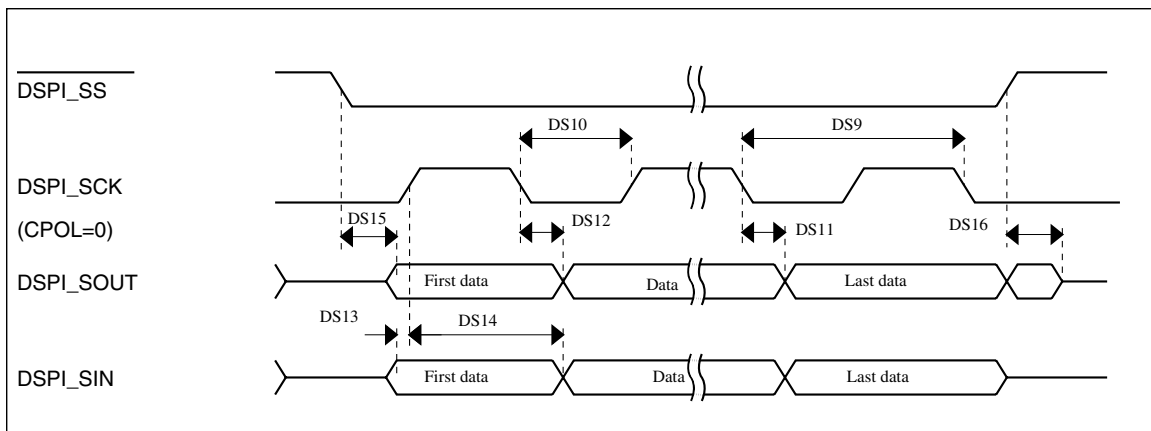 DSPI_SS
DS10
DS9
DSPI_SCK
(CPOL=0)
DS15
DS12
DS11
DS16
DSPI_SOUT
First data
Data
Last data
DS13
DS14
DSPI_SIN
First data
Data
Last data